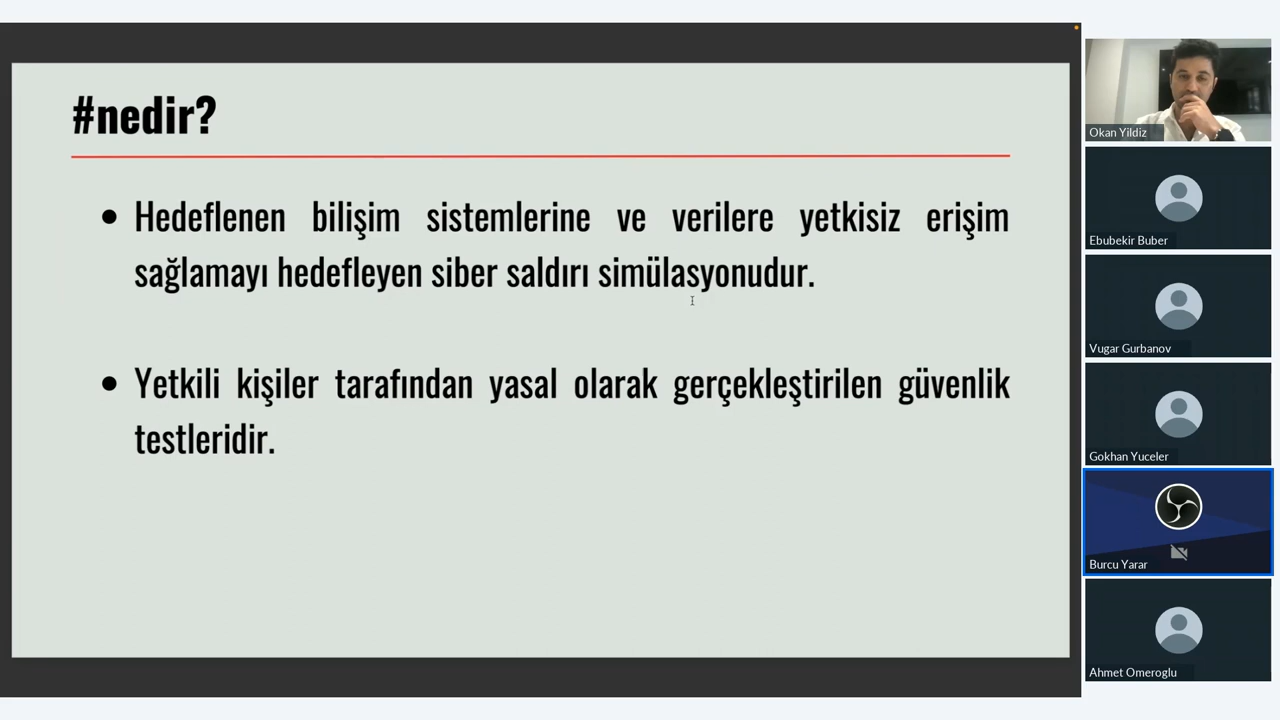 #nedir?
• Hedeflenen bilişim sistemlerine ve verilere yetkisiz erişim
sağlamayı hedefleyen siber saldırı simülasyonudur.
• Yetkili kişiler tarafından yasal olarak gerçekleştirilen güvenlik
testleridir.
Okan Yildiz
Ebubekir Buber
Vugar Gurbanov
Gokhan Yuceler
Burcu Yarar
Ahmet Omeroglu